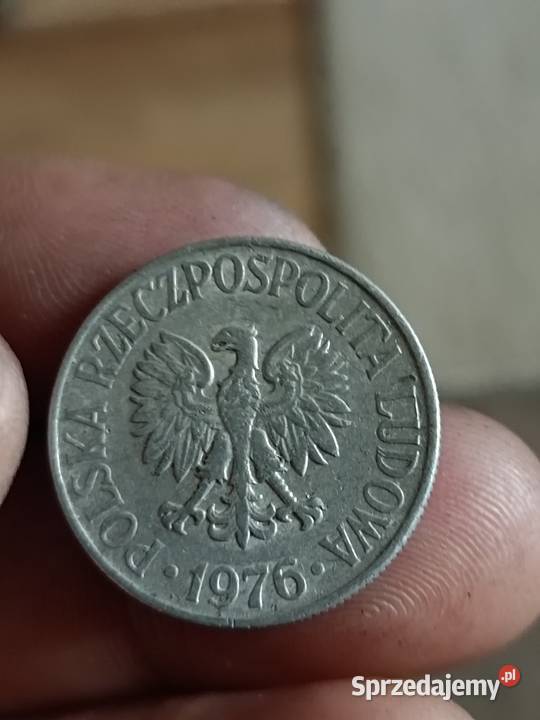 POLSKA RZECZPOSPOLITA LUDOWA
· 1976 ·
Sprzedajemy.pl